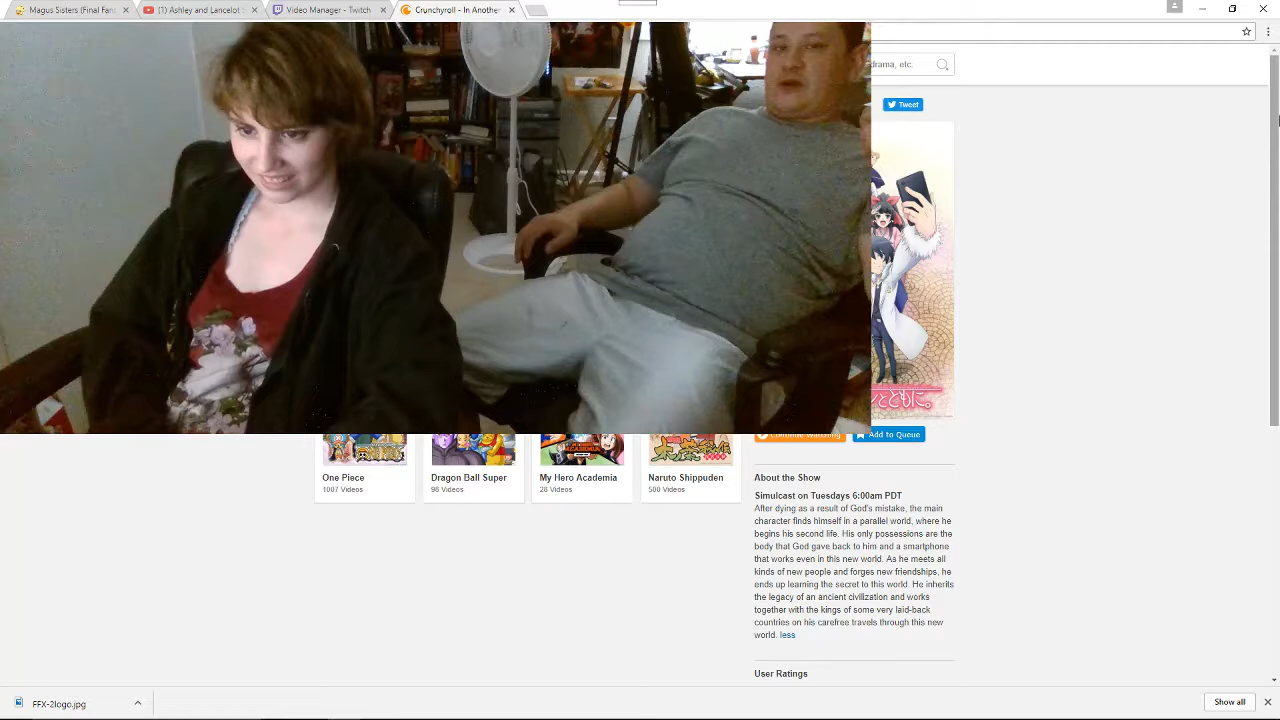 Magus Sisters (Final Fan
Ashley and Lancelot
Video Manager - Twitch
Crunchyroll - In Another
drama, etc.
Tweet
Continue Watching
Add to Queue
One Piece
1007 Videos
Dragon Ball Super
98 Videos
My Hero Academia
28 Videos
Naruto Shippuden
500 Videos
About the Show
Simulcast on Tuesdays 6:00am PDT
After dying as a result of God's mistake, the main
character finds himself in a parallel world, where he
begins his second life. His only possessions are the
body that God gave back to him and a smartphone
that works even in this new world. As he meets all
kinds of new people and forges new friendships, he
ends up learning the secret to this world. He inherits
the legacy of an ancient civilization and works
together with the kings of some very laid-back
countries on his carefree travels through this new
world. less
User Ratings
FFX-2logo.jpg
Show all